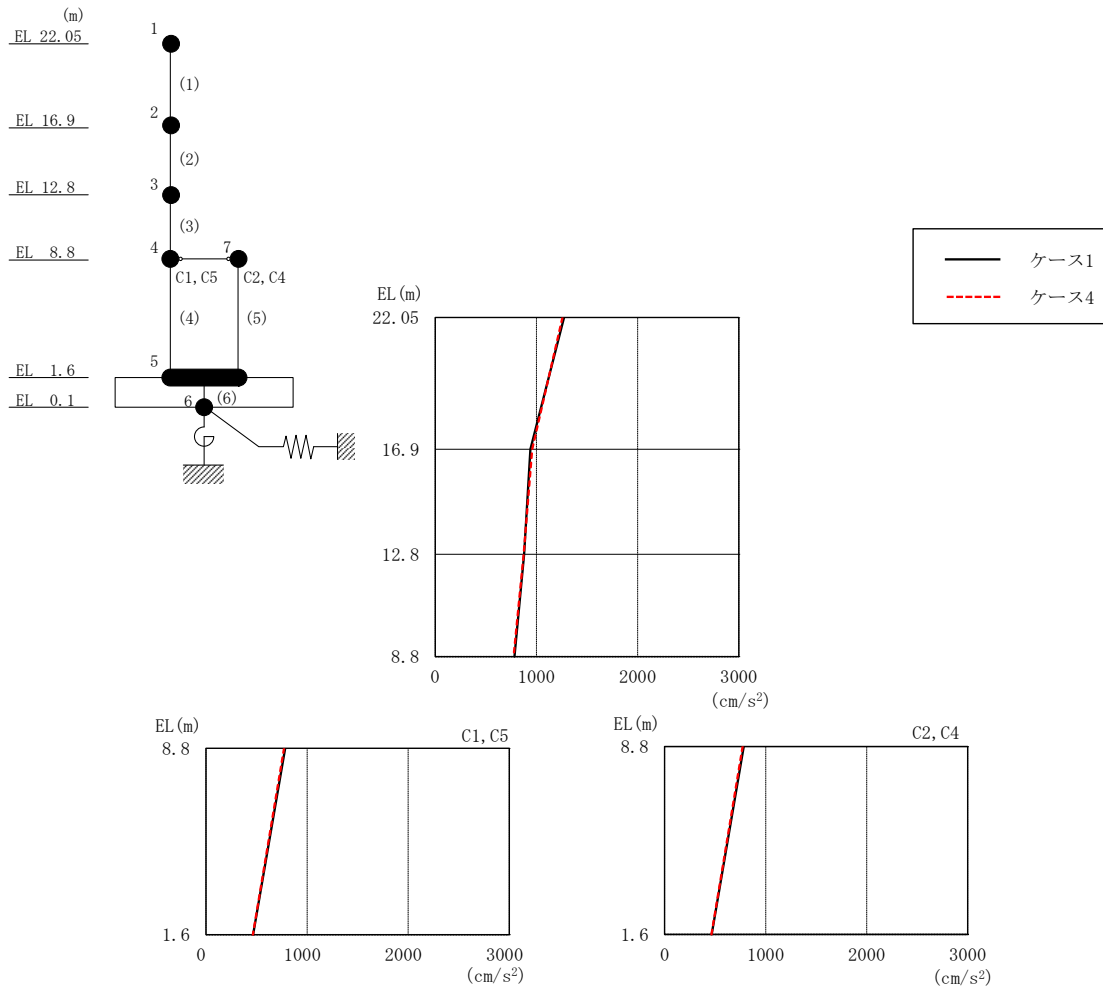 (m)
EL 22.05
EL 16.9
EL 12.8
EL 8.8
EL 1.6
EL 0.1
1
(1)
2
(2)
3
(3)
4
7
C1,C5
C2,C4
(4)
(5)
5
6
(6)
ケース1
ケース4
EL(m)
22.05
16.9
12.8
8.8
0 1000 2000 3000
(cm/s²)
EL(m)
C1,C5
8.8
1.6
0 1000 2000 3000
(cm/s²)
EL(m)
C2,C4
8.8
1.6
0 1000 2000 3000
(cm/s²)